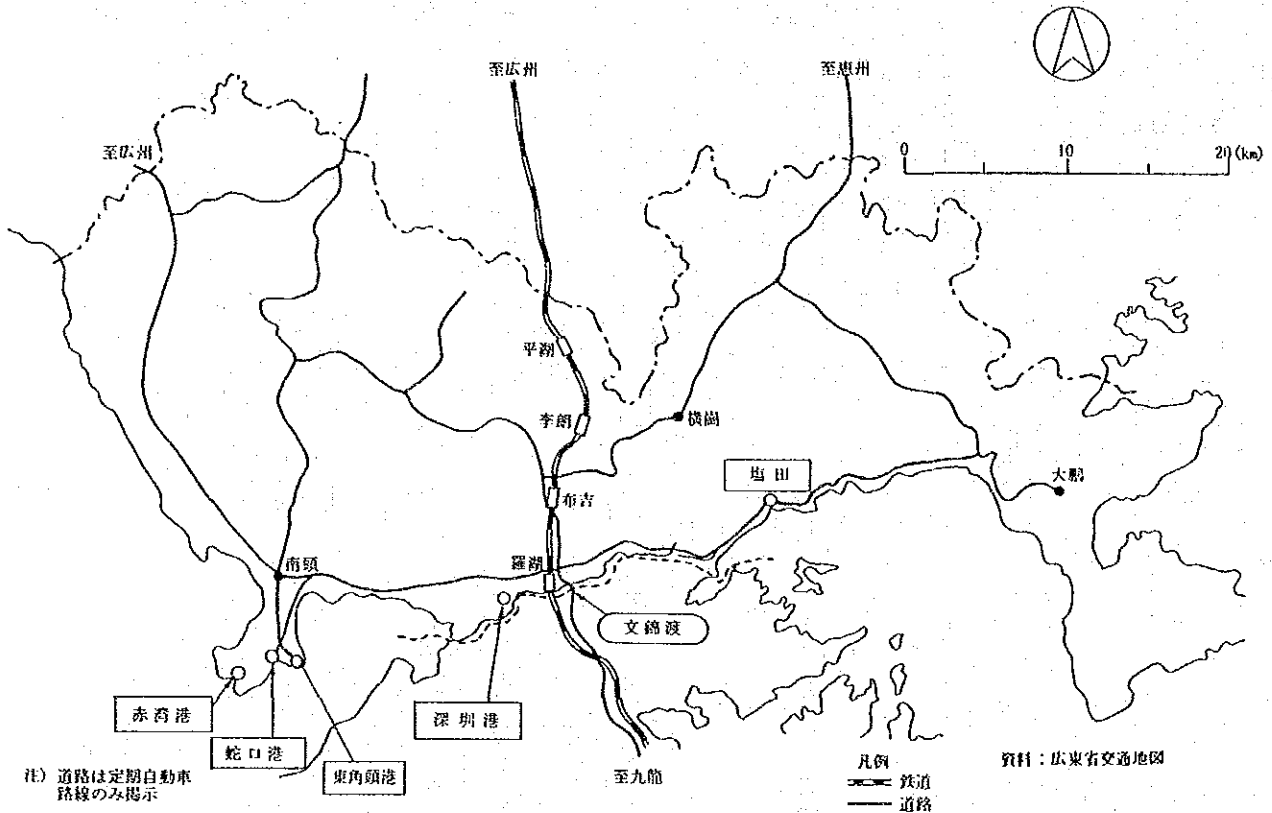 至広州
至恵州
至広州
0
10
20 (km)
平湖
李朗
横崗
塩田
大鵬
布吉
南頭
羅湖
文錦渡
赤湾港
深圳港
蛇口港
東角頭港
至九龍
注) 道路は定期自動車
路線のみ掲示
凡例
鉄道
道路
資料：広東省交通地図